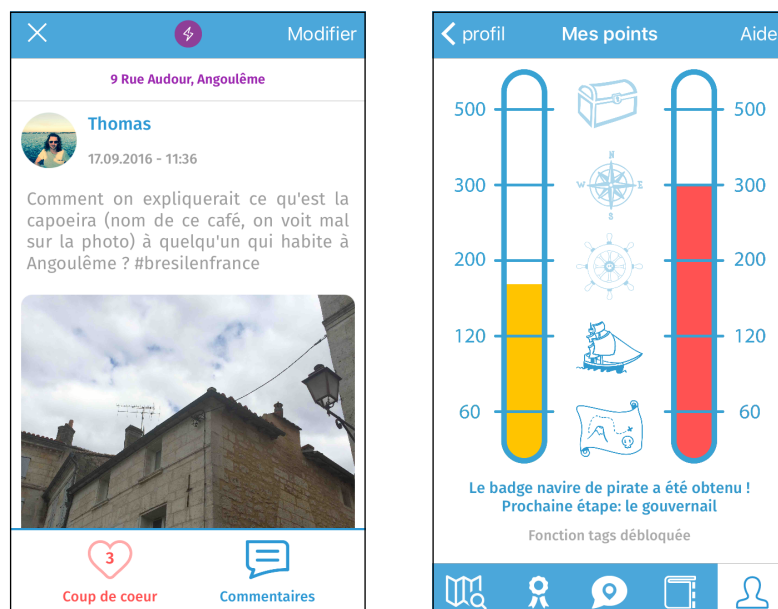 Modifier
9 Rue Audour, Angoulême
Thomas
17.09.2016 - 11:36
Comment on expliquerait ce qu'est la
capoeira (nom de ce café, on voit mal
sur la photo) à quelqu'un qui habite à
Angoulême ? #bresilenfrance
3
Coup de coeur
Commentaires
profil
Mes points
Aide
500
500
N
W
E
S
300
300
200
200
120
120
60
60
Le badge navire de pirate a été obtenu !
Prochaine étape: le gouvernail
Fonction tags débloquée